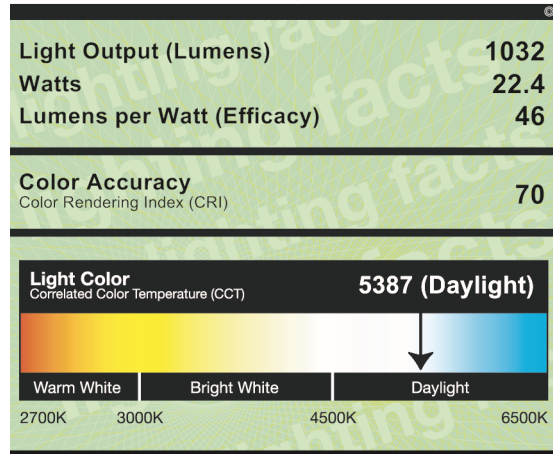 Light Output (Lumens) 1032
Watts 22.4
Lumens per Watt (Efficacy) 46
Color Accuracy
Color Rendering Index (CRI) 70
Light Color
Correlated Color Temperature (CCT) 5387 (Daylight)
Warm White Bright White Daylight
2700K 3000K 4500K 6500K